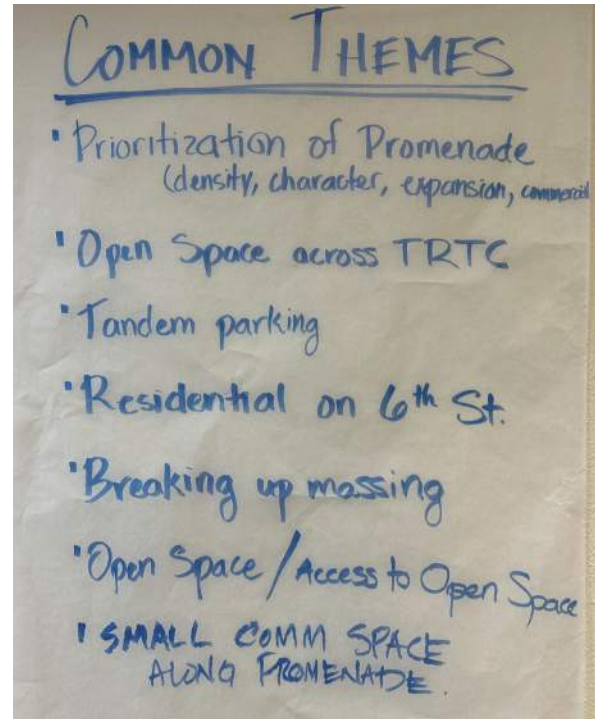 COMMON THEMES
• Prioritization of Promenade
(density, character, expansion, commercial
• Open Space across TRTC
• Tandem parking
• Residential on 6th St.
• Breaking up massing
• Open Space / Access to Open Space
• SMALL COMM SPACE
ALONG PROMENADE.